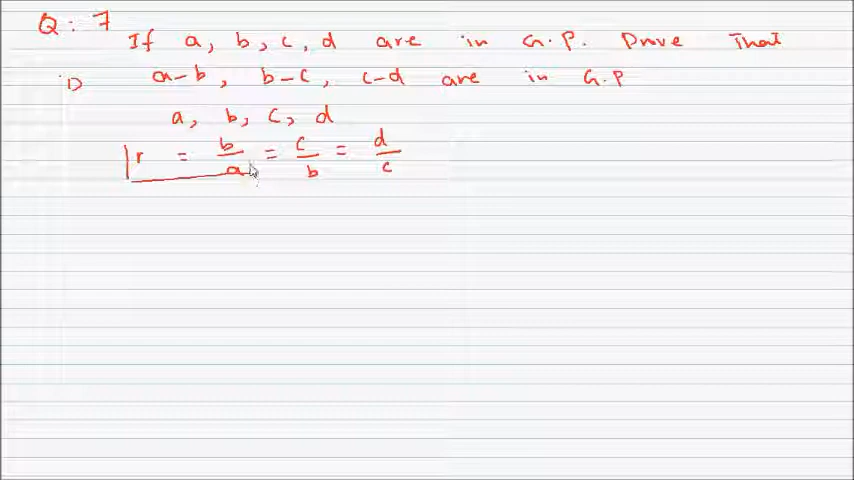 Q: 7
If a, b, c, d are in G.P. Prove That
i) a-b, b-c, c-d are in G.P
a, b, c, d
r = b/a = c/b = d/c